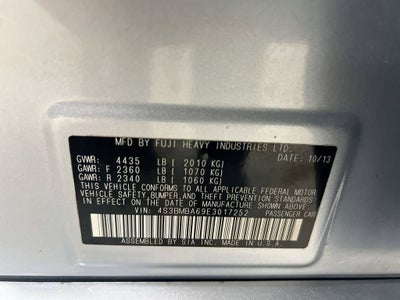 MFD BY FUJI HEAVY INDUSTRIES LTD. DATE: 10/13
GVWR: 4435 LB ( 2010 KG)
GAWR: F 2360 LB ( 1070 KG)
GAWR: R 2340 LB ( 1060 KG)
THIS VEHICLE CONFORMS TO ALL APPLICABLE FEDERAL MOTOR
VEHICLE SAFETY BUMPER AND THEFT PREVENTION STANDARDS
IN EFFECT ON THE DATE OF MANUFACTURE SHOWN ABOVE.
VIN: 4S3BMBA69E3017252 PASSENGER CAR
ASSEMBLED BY SIA INC. MADE IN U.S.A.